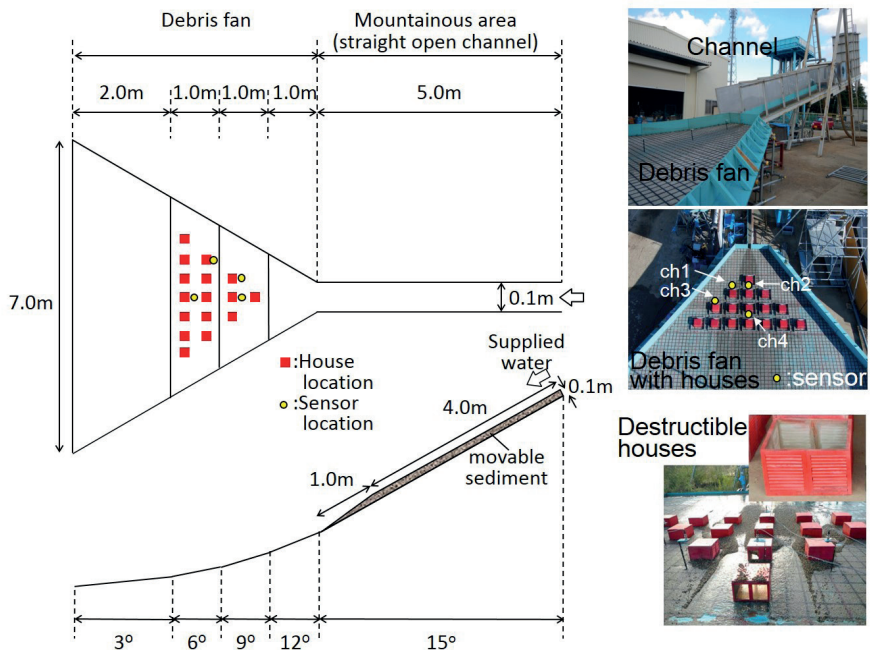 Debris fan
Mountainous area
(straight open channel)
2.0m
1.0m
1.0m
1.0m
5.0m
7.0m
0.1m
:House
location
:Sensor
location
Supplied
water
0.1m
4.0m
movable
sediment
1.0m
3°
6°
9°
12°
15°
Channel
Debris fan
ch1
ch2
ch3
ch4
Debris fan
with houses
:sensor
Destructible
houses